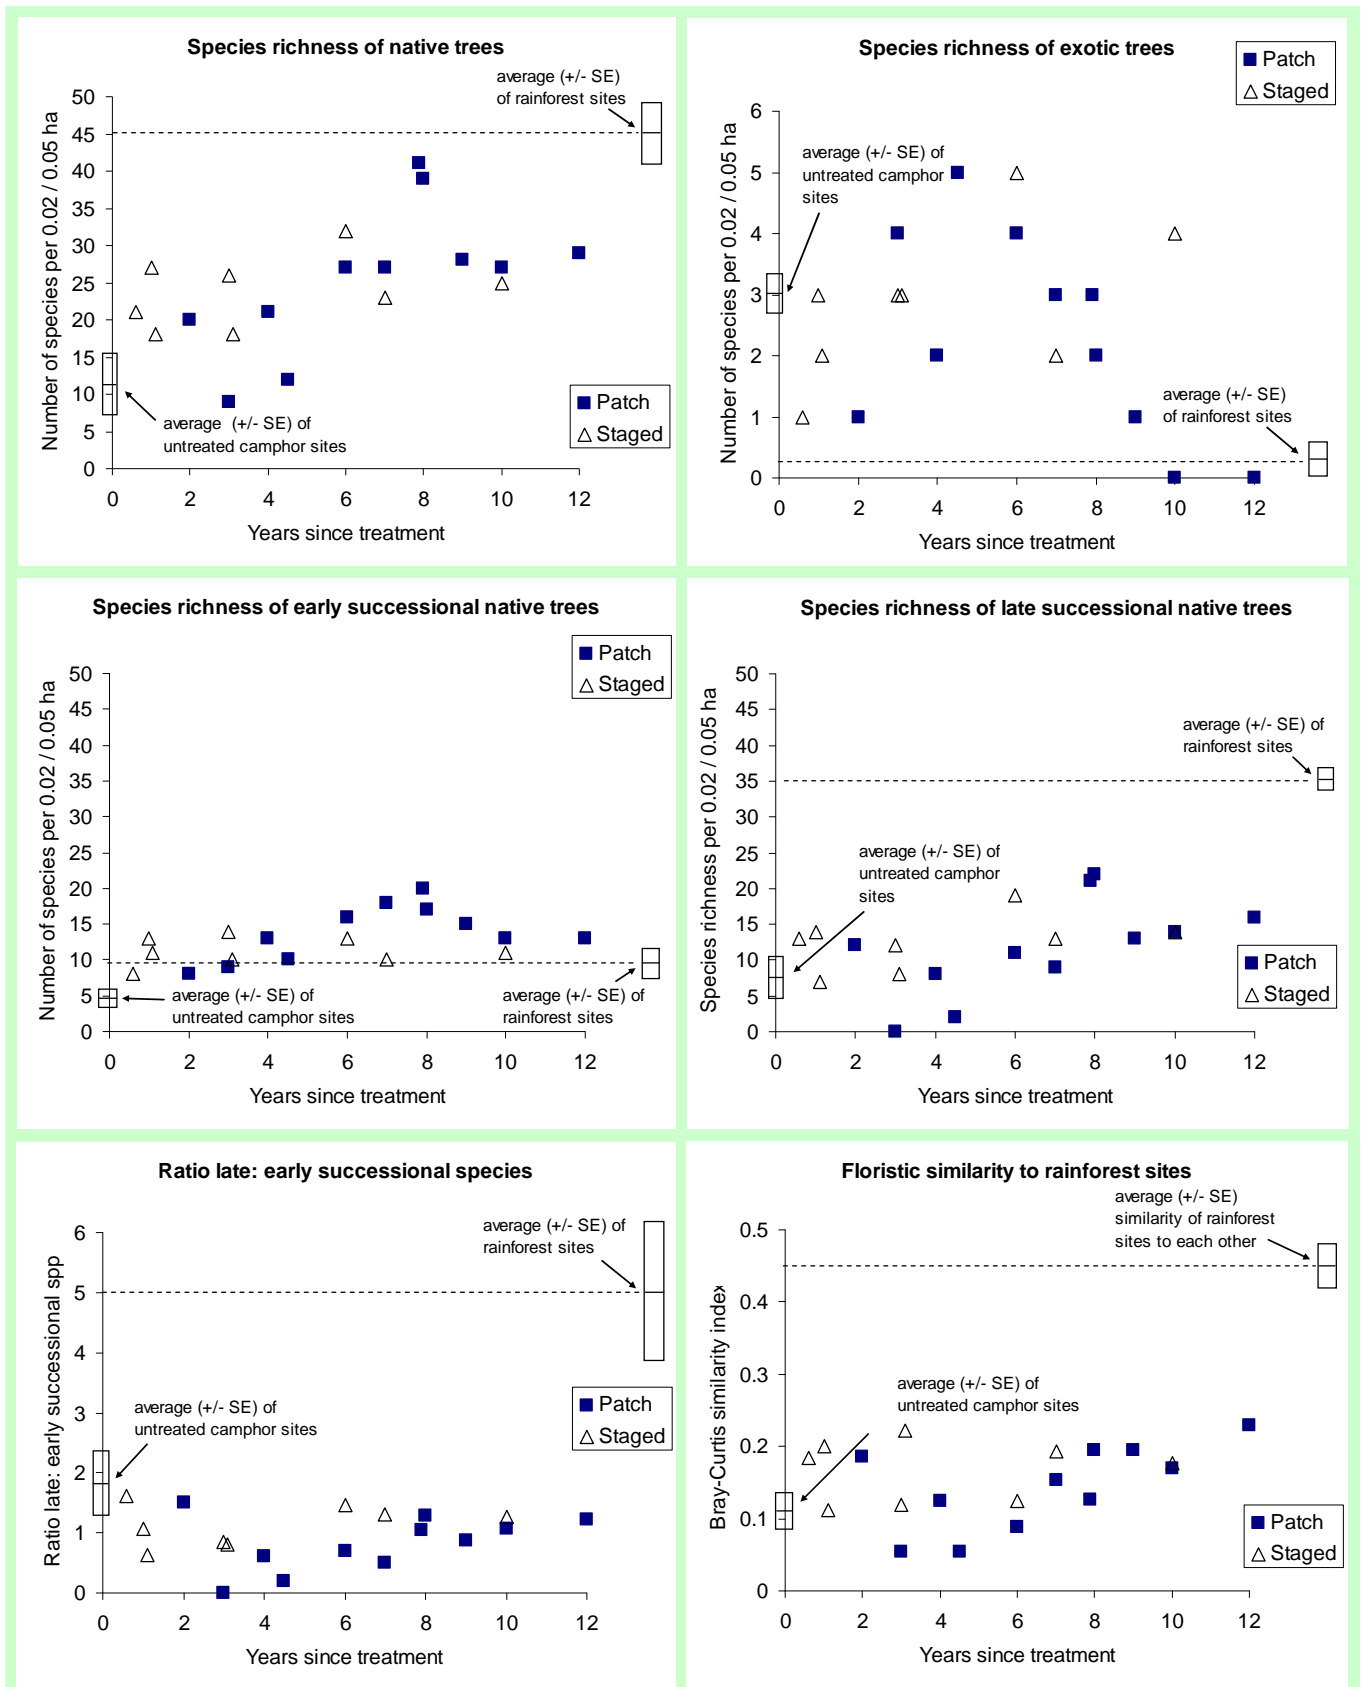 Species richness of native trees
average (+/- SE)
of rainforest sites
Number of species per 0.02 / 0.05 ha
50
45
40
35
30
25
20
15
10
5
0
average (+/- SE) of
untreated camphor sites
Patch
Staged
0 2 4 6 8 10 12
Years since treatment
Species richness of exotic trees
Patch
Staged
Number of species per 0.02 / 0.05 ha
6
5
4
3
2
1
0
average (+/- SE) of
untreated camphor
sites
average (+/- SE)
of rainforest sites
0 2 4 6 8 10 12
Years since treatment
Species richness of early successional native trees
Patch
Staged
Number of species per 0.02 / 0.05 ha
50
45
40
35
30
25
20
15
10
5
0
average (+/- SE) of
untreated camphor sites
average (+/- SE) of
rainforest sites
0 2 4 6 8 10 12
Years since treatment
Species richness of late successional native trees
Species richness per 0.02 / 0.05 ha
50
45
40
35
30
25
20
15
10
5
0
average (+/- SE) of
rainforest sites
average (+/- SE) of
untreated camphor
sites
Patch
Staged
0 2 4 6 8 10 12
Years since treatment
Ratio late: early successional species
average (+/- SE) of
rainforest sites
Ratio late: early successional spp
6
5
4
3
2
1
0
average (+/- SE) of
untreated camphor sites
Patch
Staged
0 2 4 6 8 10 12
Years since treatment
Floristic similarity to rainforest sites
average (+/- SE)
similarity of rainforest
sites to each other
Bray-Curtis similarity index
0.5
0.4
0.3
0.2
0.1
0
average (+/- SE) of
untreated camphor sites
Patch
Staged
0 2 4 6 8 10 12
Years since treatment